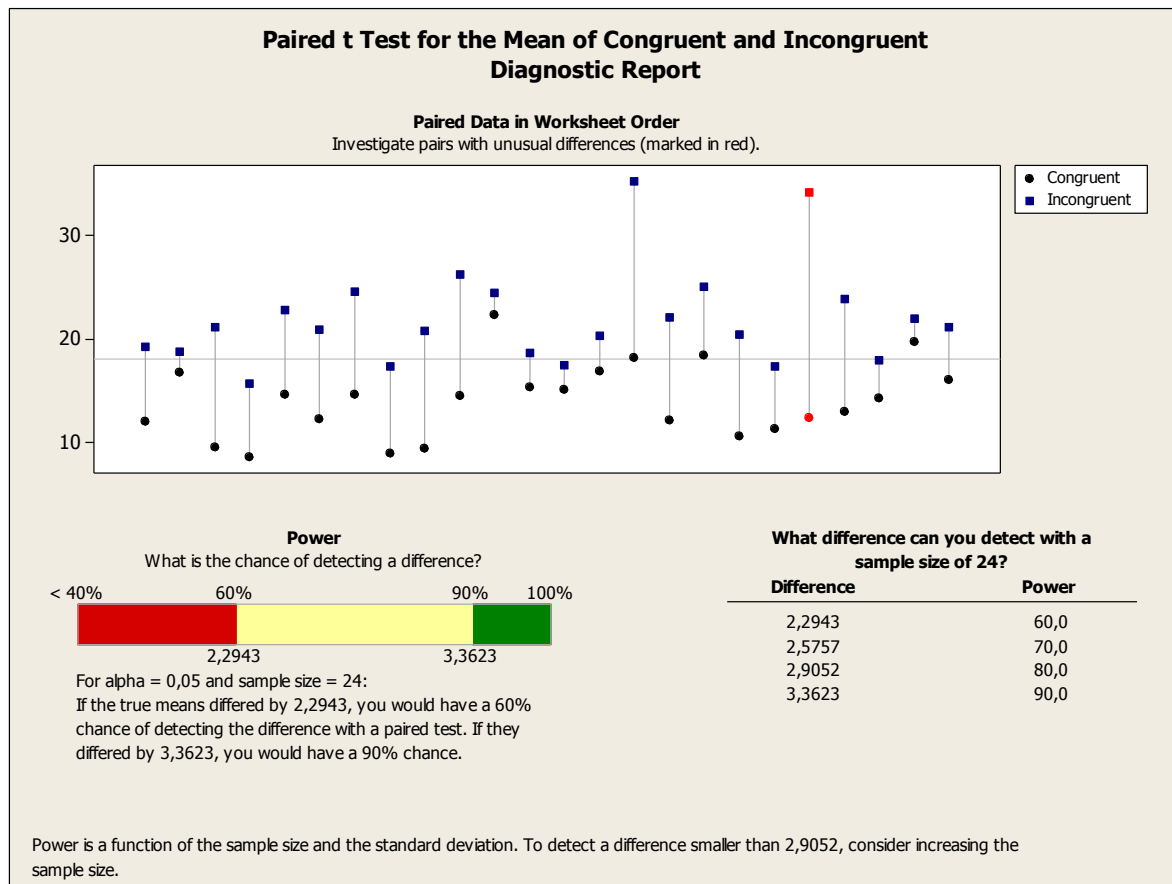 Paired t Test for the Mean of Congruent and Incongruent
Diagnostic Report
Paired Data in Worksheet Order
Investigate pairs with unusual differences (marked in red).
Congruent
Incongruent
30
20
10
Power
What is the chance of detecting a difference?
< 40% 60% 90% 100%
2,2943 3,3623
For alpha = 0,05 and sample size = 24:
If the true means differed by 2,2943, you would have a 60%
chance of detecting the difference with a paired test. If they
differed by 3,3623, you would have a 90% chance.
What difference can you detect with a
sample size of 24?
Difference Power
2,2943 60,0
2,5757 70,0
2,9052 80,0
3,3623 90,0
Power is a function of the sample size and the standard deviation. To detect a difference smaller than 2,9052, consider increasing the
sample size.